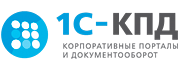 1С-КПД
КОРПОРАТИВНЫЕ ПОРТАЛЫ
И ДОКУМЕНТООБОРОТ